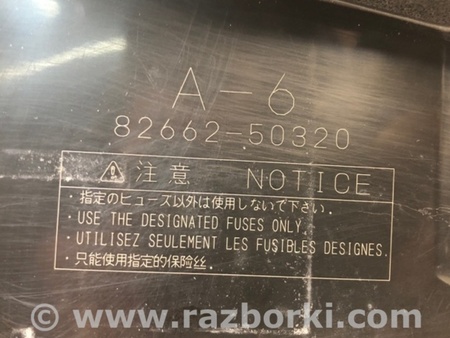 A-6
82662-50320
⚠注意 NOTICE
・指定のヒューズ以外は使用しないで下さい.
・USE THE DESIGNATED FUSES ONLY.
・UTILISEZ SEULEMENT LES FUSIBLES DESIGNES.
・只能使用指定的保险丝.
© www.razborki.com